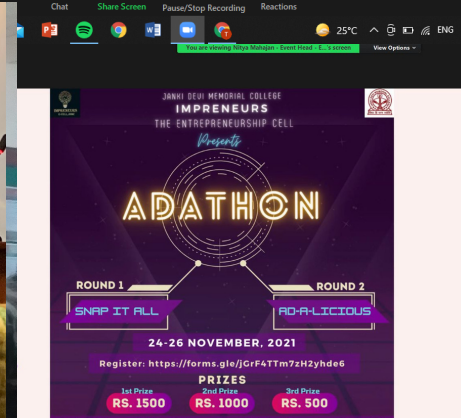 Chat Share Screen Pause/Stop Recording Reactions
25°C ENG
You are viewing Nitya Mahajan - Event Head - E...'s screen View Options
JANKI DEVI MEMORIAL COLLEGE
IMPRENEURS
THE ENTREPRENEURSHIP CELL
Presents
ADATHON
ROUND 1 ROUND 2
SNAP IT ALL AD-A-LICIOUS
24-26 NOVEMBER, 2021
Register: https://forms.gle/jGrF4TTm7zH2yhde6
PRIZES
1st Prize 2nd Prize 3rd Prize
RS. 1500 RS. 1000 RS. 500